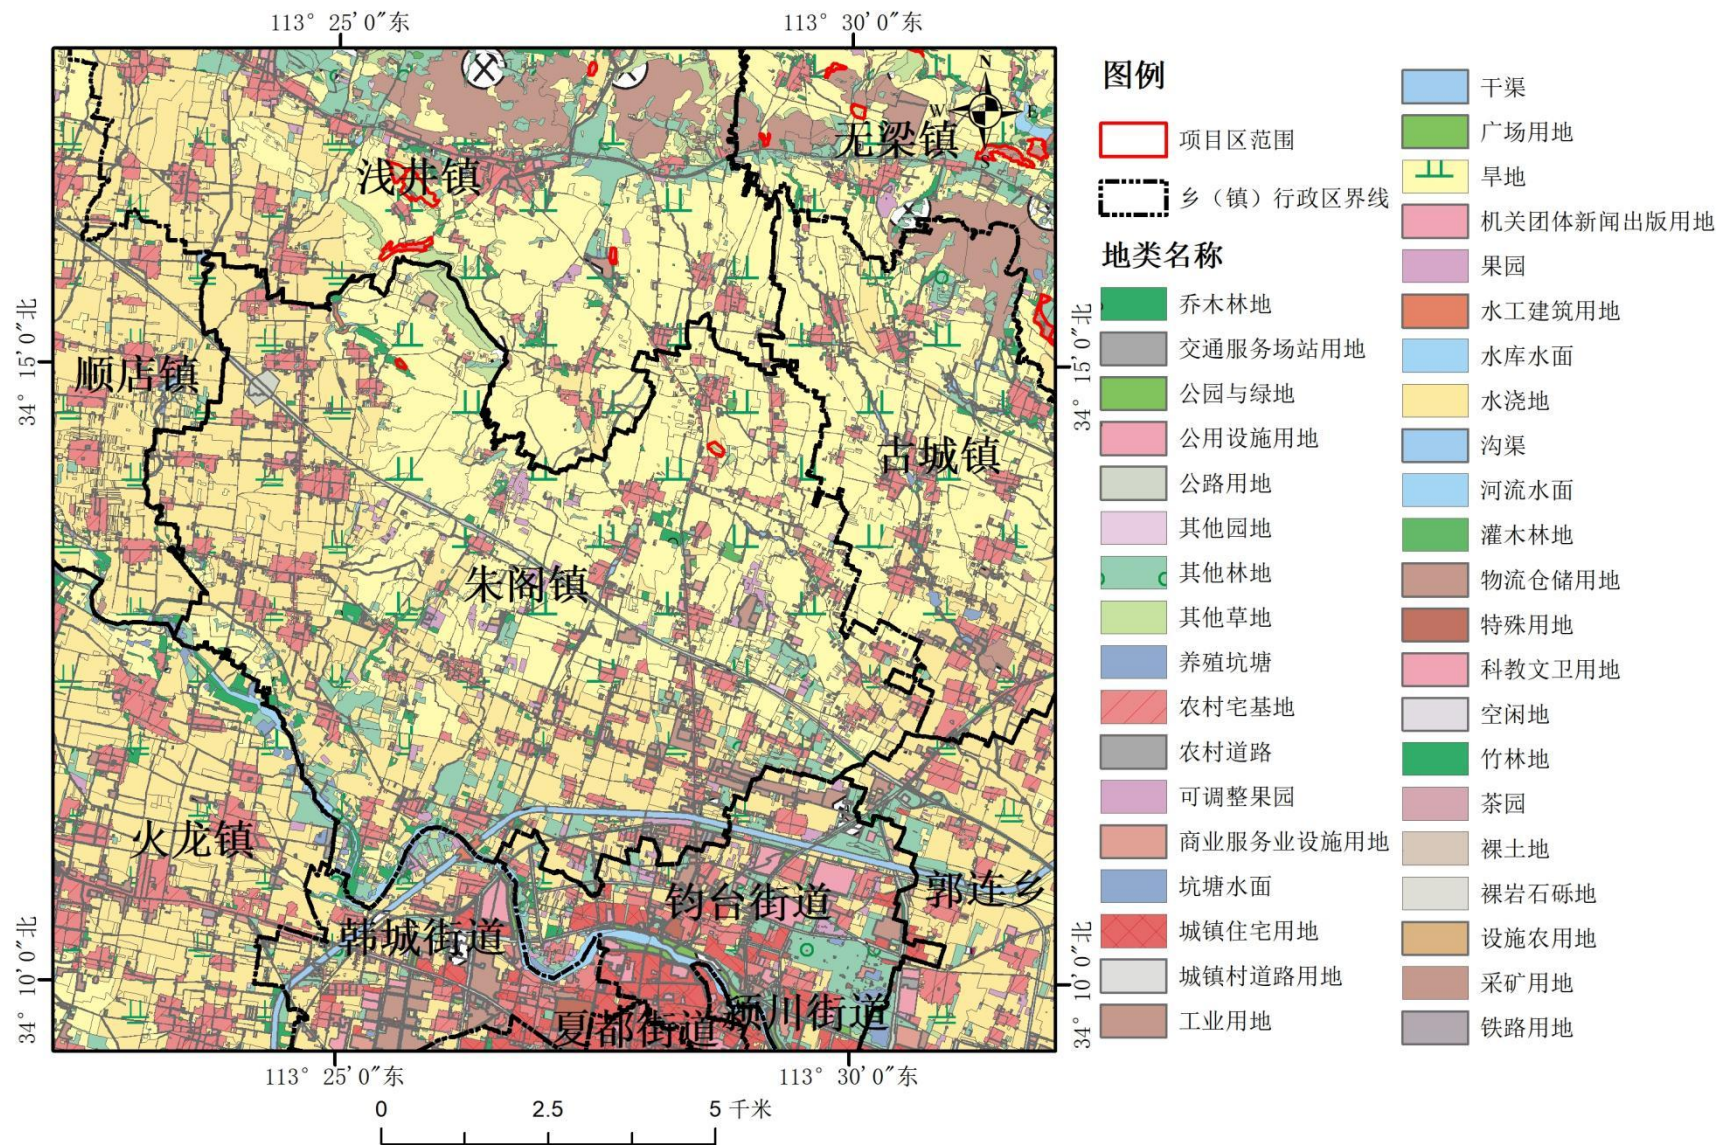 113° 25′0″东
113° 30′0″东
34° 15′0″北
34° 10′0″北
N
W
E
S
浅井镇
无梁镇
顺店镇
古城镇
朱阁镇
火龙镇
韩城街道
钧台街道
郭连乡
夏都街道
颍川街道
34° 15′0″北
34° 10′0″北
113° 25′0″东
113° 30′0″东
0
2.5
5 千米
图例
项目区范围
乡（镇）行政区界线
地类名称
乔木林地
交通服务场站用地
公园与绿地
公用设施用地
公路用地
其他园地
其他林地
其他草地
养殖坑塘
农村宅基地
农村道路
可调整果园
商业服务业设施用地
坑塘水面
城镇住宅用地
城镇村道路用地
工业用地
干渠
广场用地
旱地
机关团体新闻出版用地
果园
水工建筑用地
水库水面
水浇地
沟渠
河流水面
灌木林地
物流仓储用地
特殊用地
科教文卫用地
空闲地
竹林地
茶园
裸土地
裸岩石砾地
设施农用地
采矿用地
铁路用地